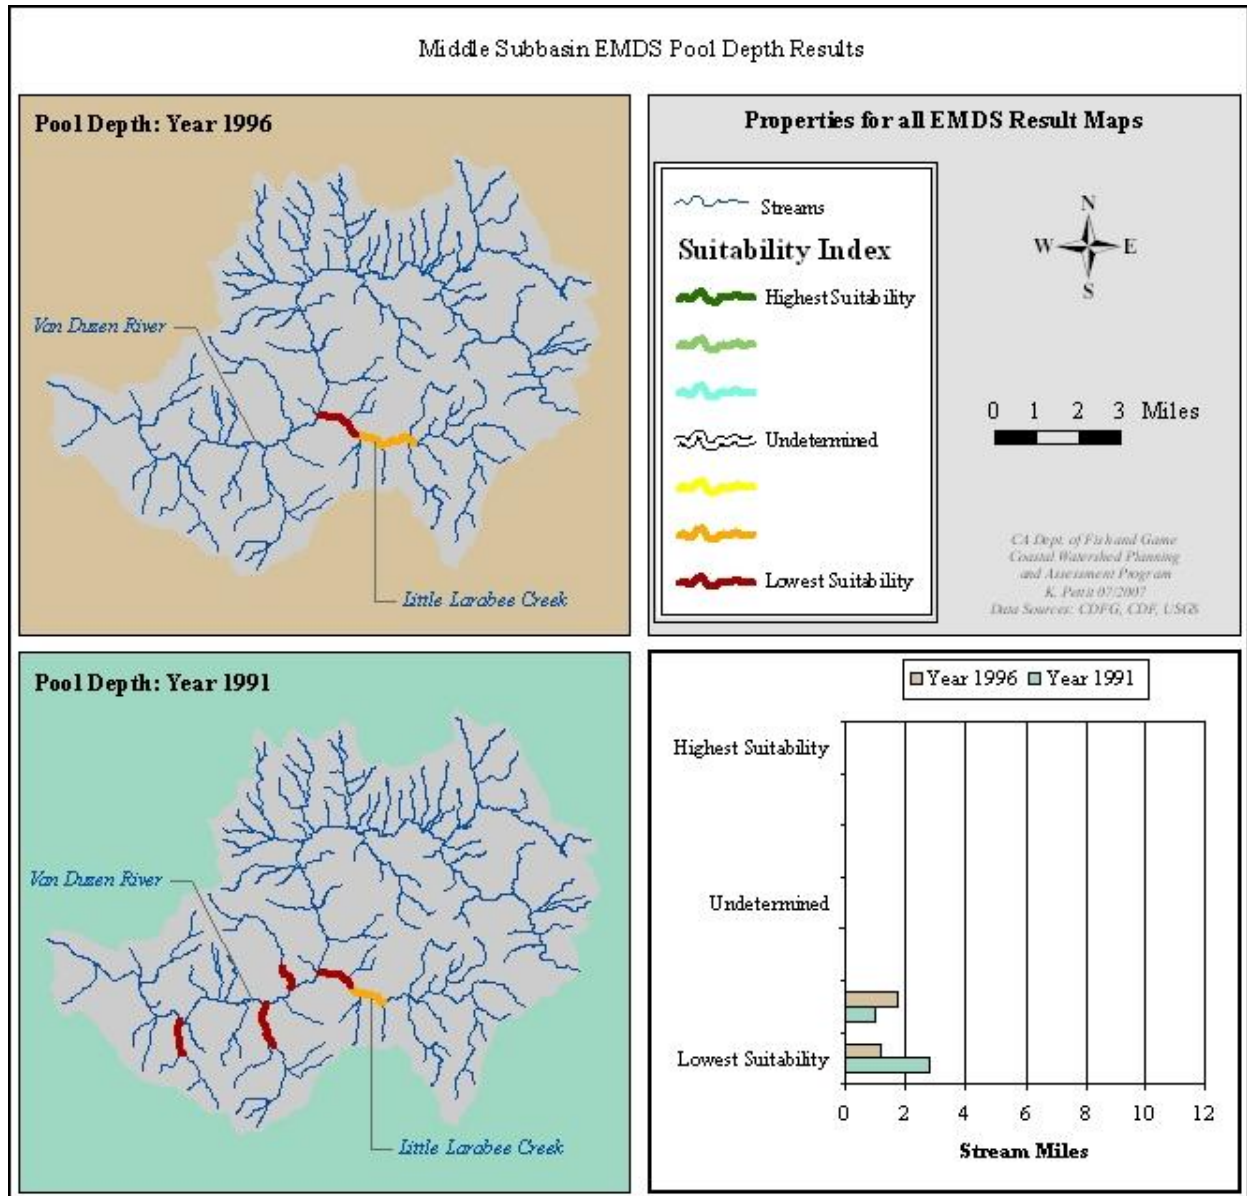 Middle Subbasin EMDS Pool Depth Results
Pool Depth: Year 1996
Van Duzen River
Little Larabee Creek
Properties for all EMDS Result Maps
Streams
Suitability Index
Highest Suitability
Undetermined
Lowest Suitability
N
W E
S
0 1 2 3 Miles
CA Dept. of Fish and Game
Coastal Watershed Planning
and Assessment Program
K. Pettit 07/2007
Data Sources: CDFG, CDF, USGS
Pool Depth: Year 1991
Van Duzen River
Little Larabee Creek
Year 1996 Year 1991
Highest Suitability
Undetermined
Lowest Suitability
0 2 4 6 8 10 12
Stream Miles